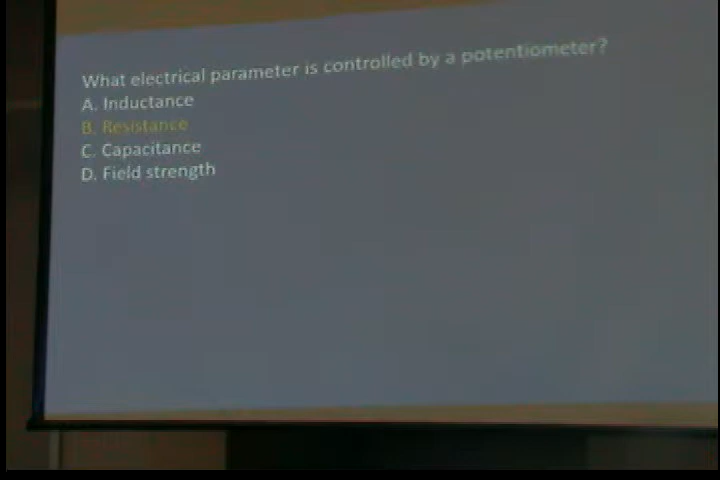 What electrical parameter is controlled by a potentiometer?
A. Inductance
B. Resistance
C. Capacitance
D. Field strength